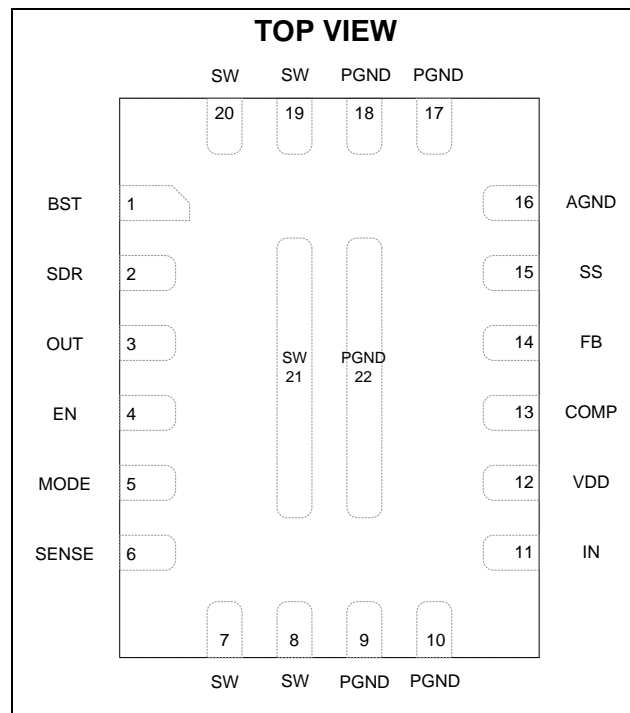 TOP VIEW
SW SW PGND PGND
20 19 18 17
BST 1 16 AGND
SDR 2 15 SS
OUT 3 14 FB
SW PGND
21 22
EN 4 13 COMP
MODE 5 12 VDD
SENSE 6 11 IN
7 8 9 10
SW SW PGND PGND